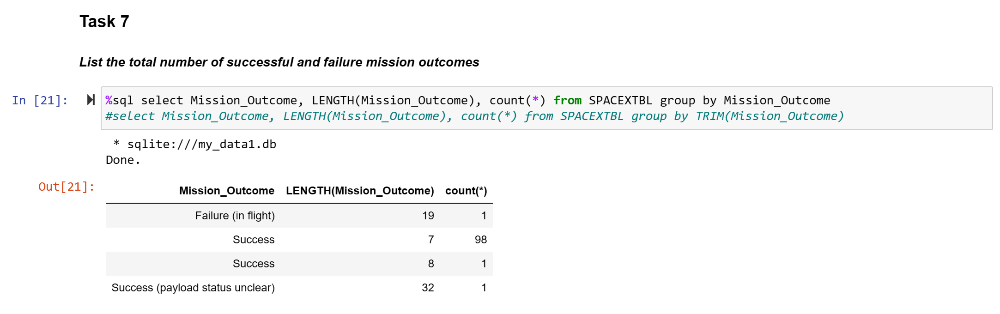 Task 7
List the total number of successful and failure mission outcomes
In [21]: %sql select Mission_Outcome, LENGTH(Mission_Outcome), count(*) from SPACEXTBL group by Mission_Outcome
#select Mission_Outcome, LENGTH(Mission_Outcome), count(*) from SPACEXTBL group by TRIM(Mission_Outcome)
* sqlite:///my_data1.db
Done.
Out[21]:
Mission_Outcome LENGTH(Mission_Outcome) count(*)
Failure (in flight) 19 1
Success 7 98
Success 8 1
Success (payload status unclear) 32 1